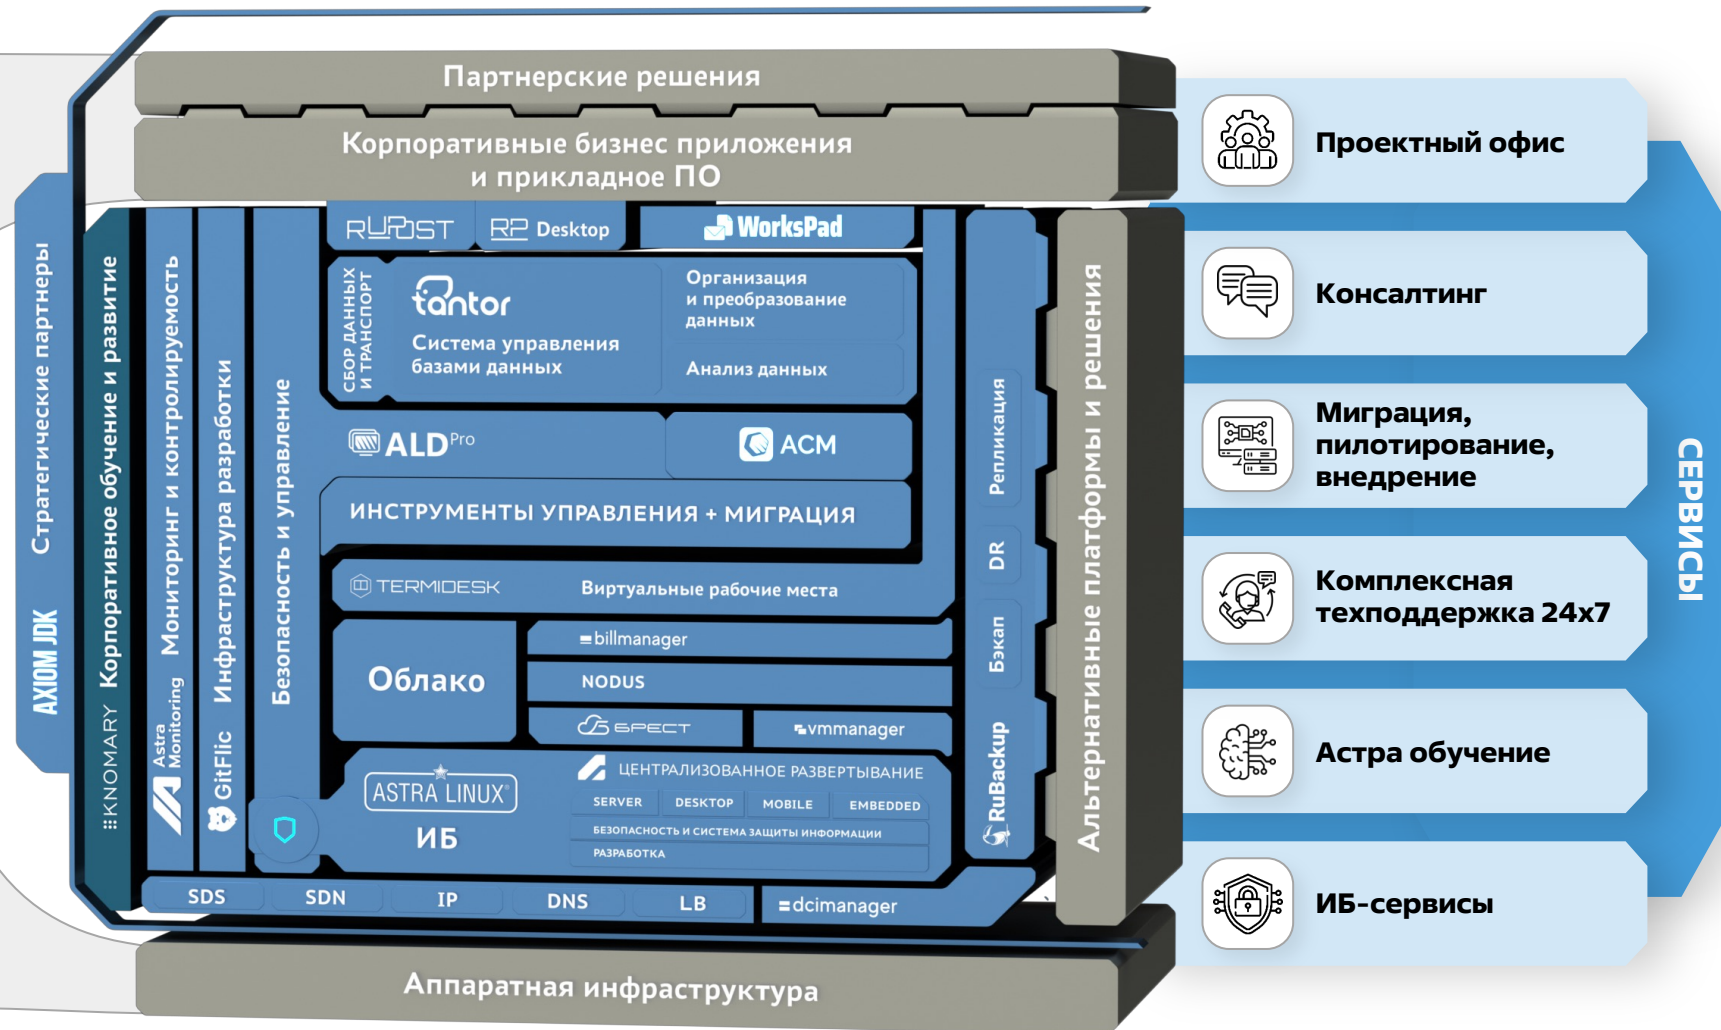 Партнерские решения
Корпоративные бизнес приложения
и прикладное ПО
Стратегические партнеры
AXIOM JDK
Корпоративное обучение и развитие
KNOMARY
Мониторинг и контролируемость
Astra
Monitoring
Инфраструктура разработки
GitFlic
Безопасность и управление
RUPOST
RP Desktop
WorksPad
СБОР ДАННЫХ
И ТРАНСПОРТ
tantor
Система управления
базами данных
Организация
и преобразование
данных
Анализ данных
ALD Pro
ACM
ИНСТРУМЕНТЫ УПРАВЛЕНИЯ + МИГРАЦИЯ
TERMIDESK
Виртуальные рабочие места
Облако
billmanager
NODUS
БРЕСТ
vmmanager
ASTRA LINUX®
ИБ
ЦЕНТРАЛИЗОВАННОЕ РАЗВЕРТЫВАНИЕ
SERVER
DESKTOP
MOBILE
EMBEDDED
БЕЗОПАСНОСТЬ И СИСТЕМА ЗАЩИТЫ ИНФОРМАЦИИ
РАЗРАБОТКА
SDS
SDN
IP
DNS
LB
dcimanager
Репликация
DR
Бэкап
RuBackup
Альтернативные платформы и решения
Аппаратная инфраструктура
Проектный офис
Консалтинг
Миграция,
пилотирование,
внедрение
Комплексная
техподдержка 24x7
Астра обучение
ИБ-сервисы
СЕРВИСЫ